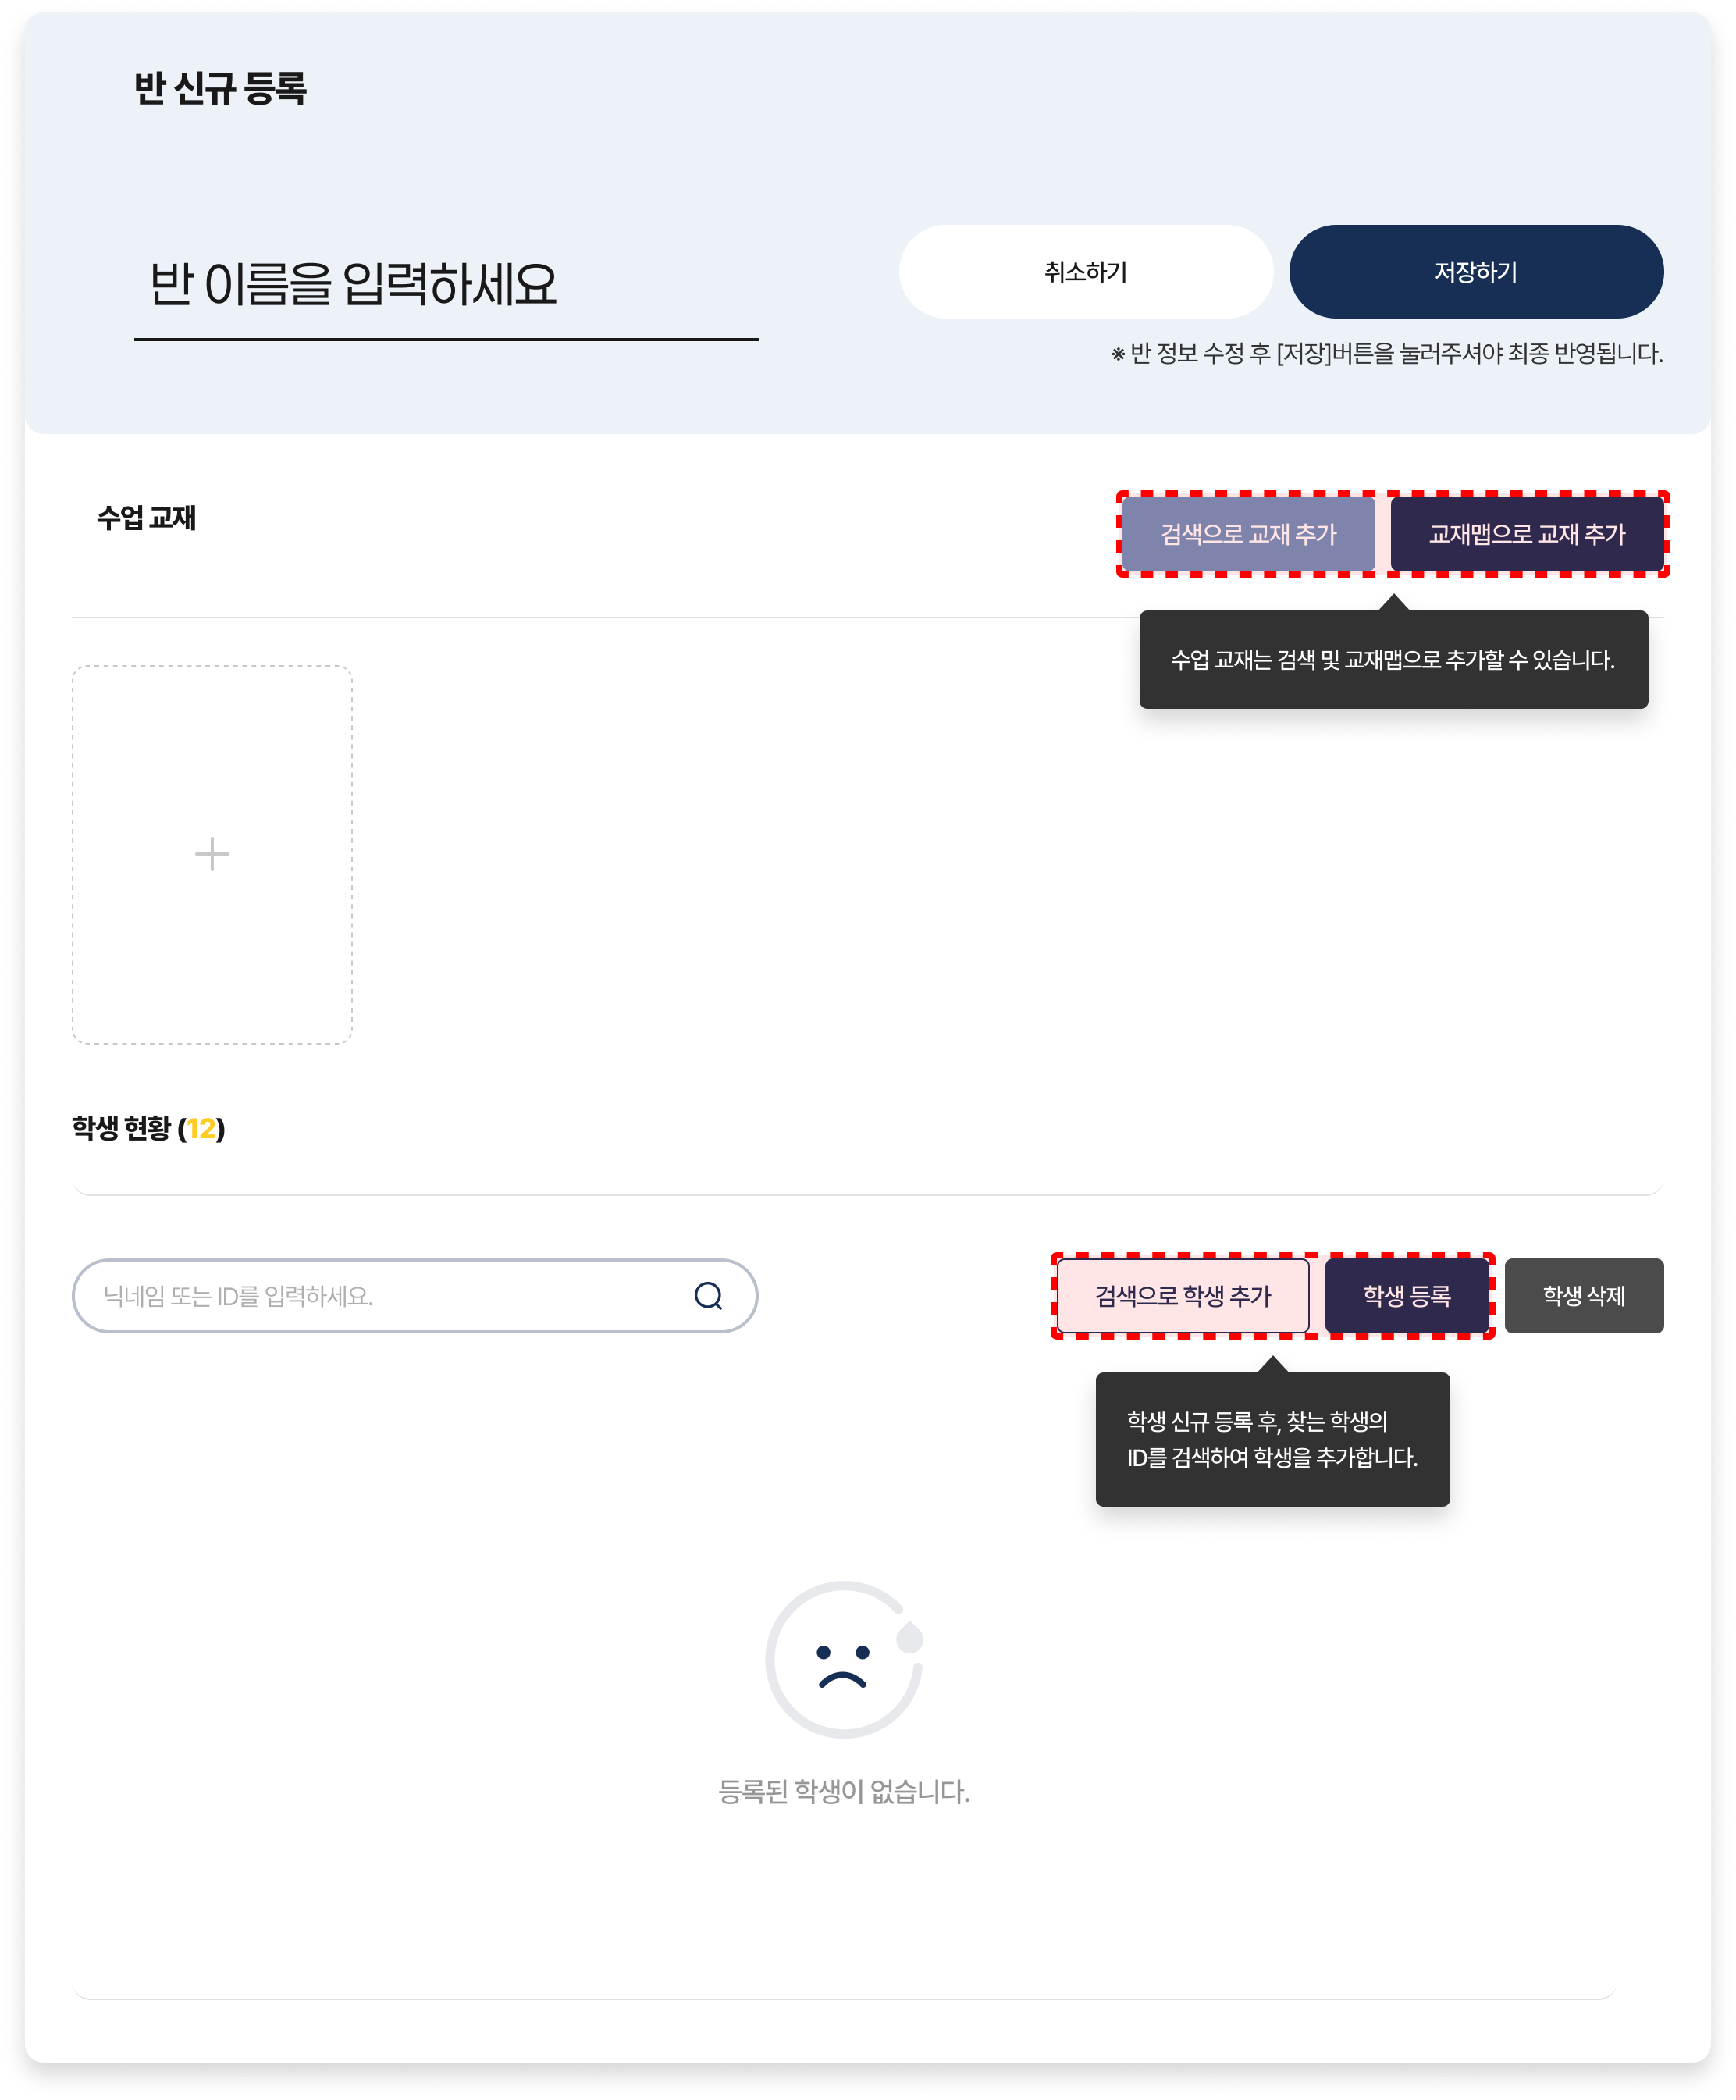 반 신규 등록
반 이름을 입력하세요
취소하기
저장하기
※ 반 정보 수정 후 [저장]버튼을 눌러주셔야 최종 반영됩니다.
수업 교재
검색으로 교재 추가
교재맵으로 교재 추가
수업 교재는 검색 및 교재맵으로 추가할 수 있습니다.
학생 현황 (12)
닉네임 또는 ID를 입력하세요.
검색으로 학생 추가
학생 등록
학생 삭제
학생 신규 등록 후, 찾는 학생의
ID를 검색하여 학생을 추가합니다.
등록된 학생이 없습니다.